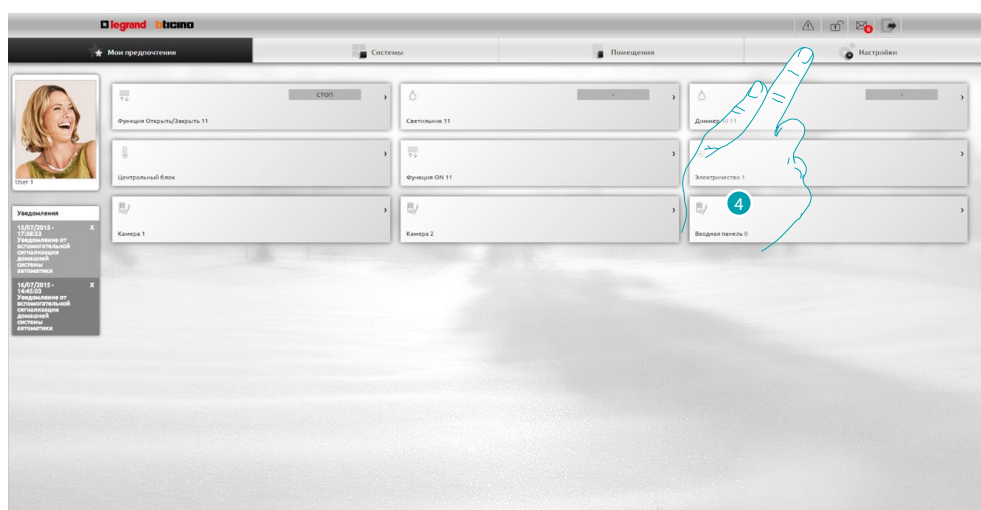 legrand bticino
6
Мои предпочтения
Системы
Помещения
Настройки
User 1
Уведомления
15/07/2015 - X
17:38:23
Уведомление от
вспомогательной
сигнализации
домашней
системы
автоматики
16/07/2015 - X
14:45:03
Уведомление от
вспомогательной
сигнализации
домашней
системы
автоматики
СТОП
Функция Открыть/Закрыть 11
-
Светильник 11
-
Диммер 10 11
Центральный блок
Функция ON 11
Электричество 1
Камера 1
Камера 2
Входная панель 0
4